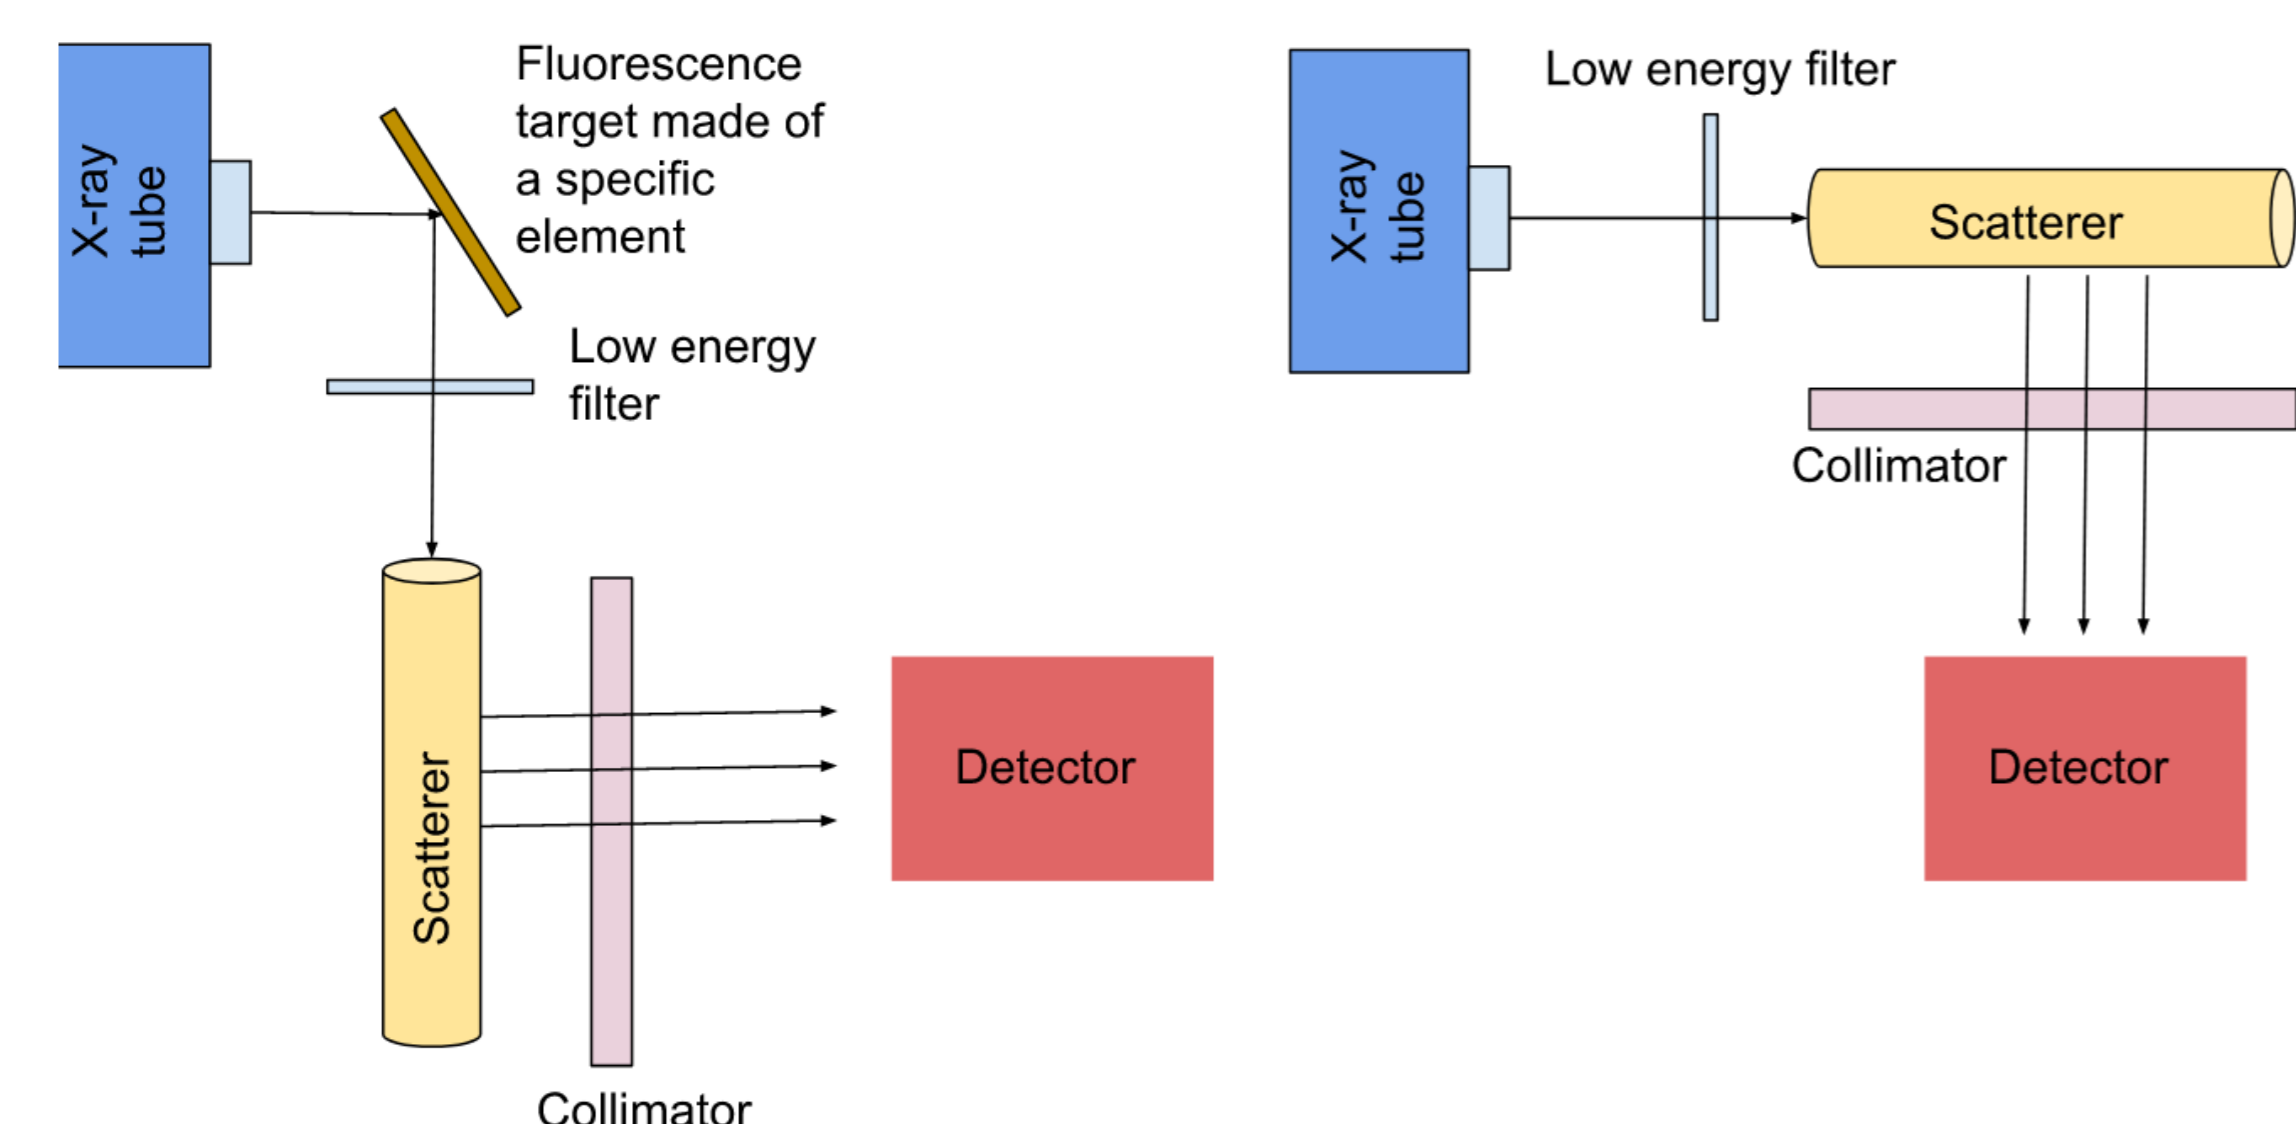 X-ray
tube
Fluorescence
target made of
a specific
element
Low energy
filter
Scatterer
Detector
Collimator
X-ray
tube
Low energy filter
Scatterer
Collimator
Detector